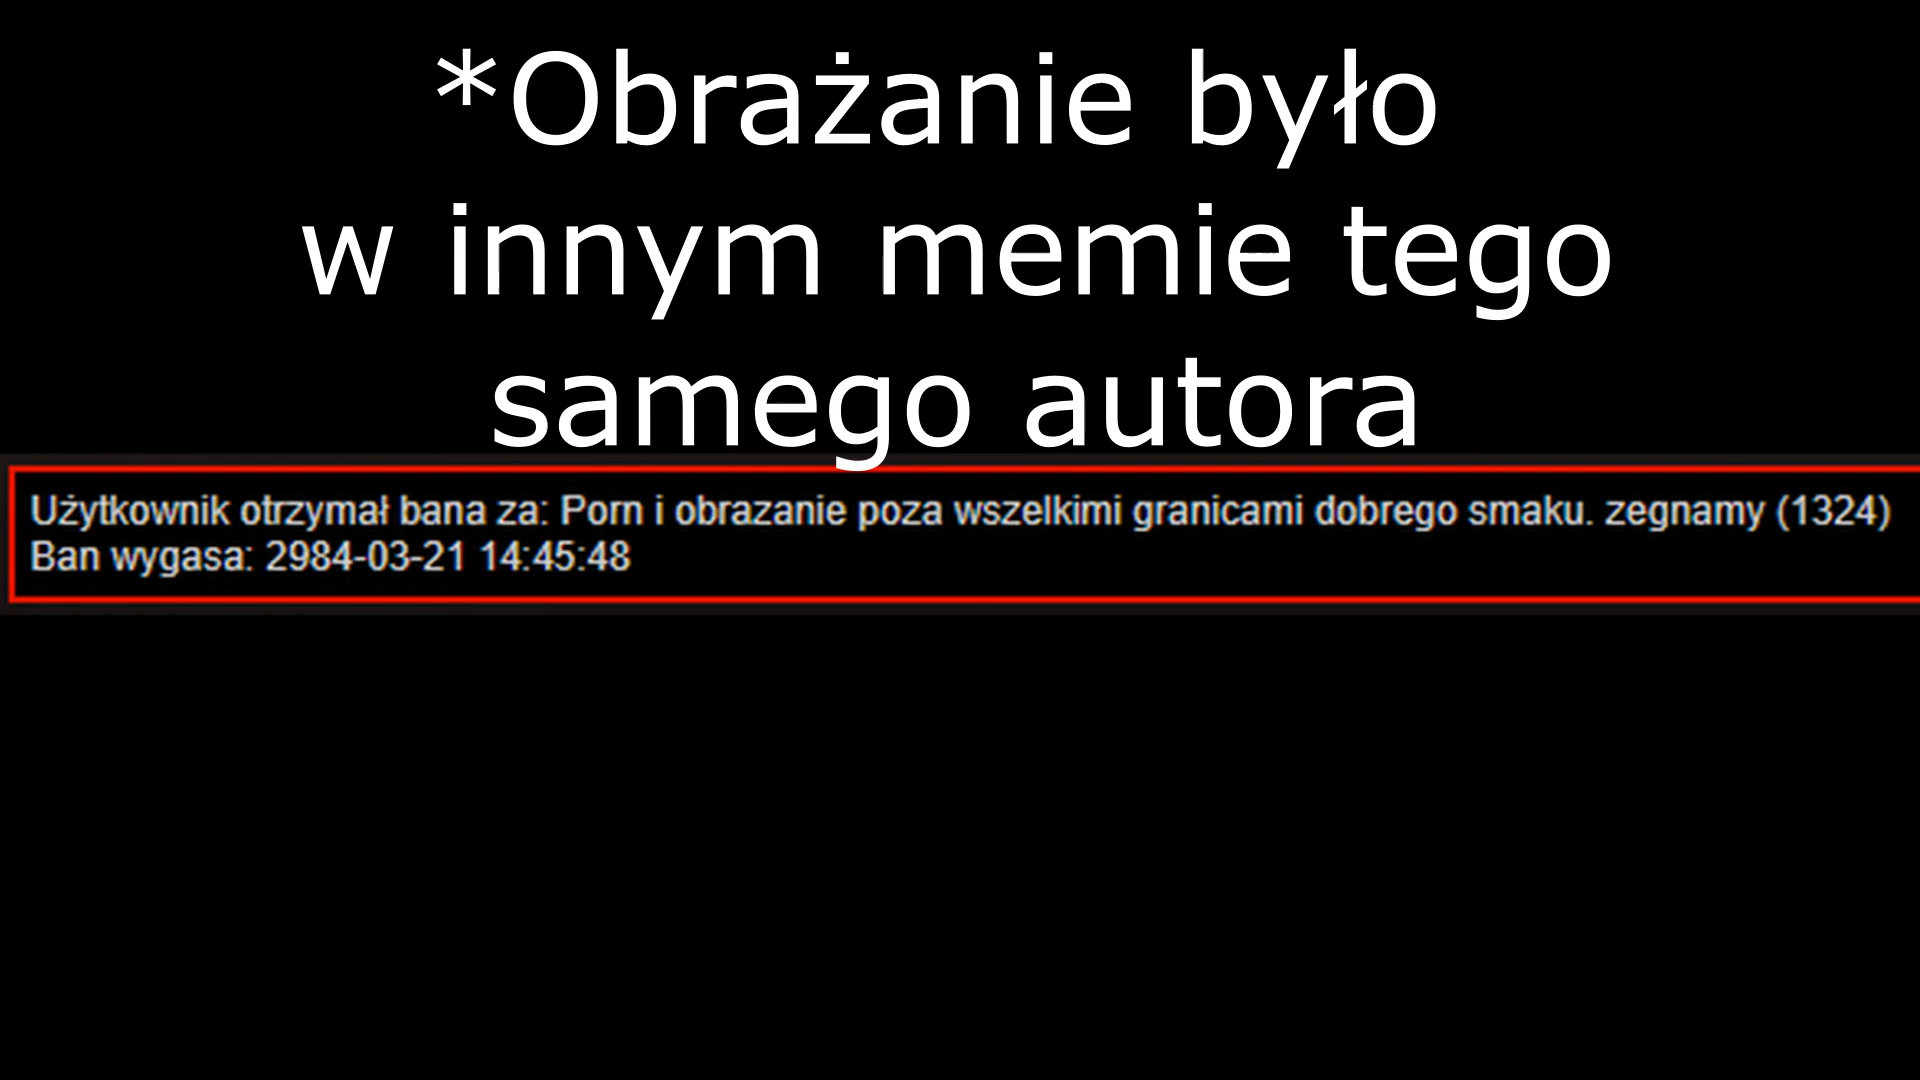 *Obrażanie było
w innym memie tego
samego autora
Użytkownik otrzymał bana za: Porn i obrazanie poza wszelkimi granicami dobrego smaku. zegnamy (1324)
Ban wygasa: 2984-03-21 14:45:48